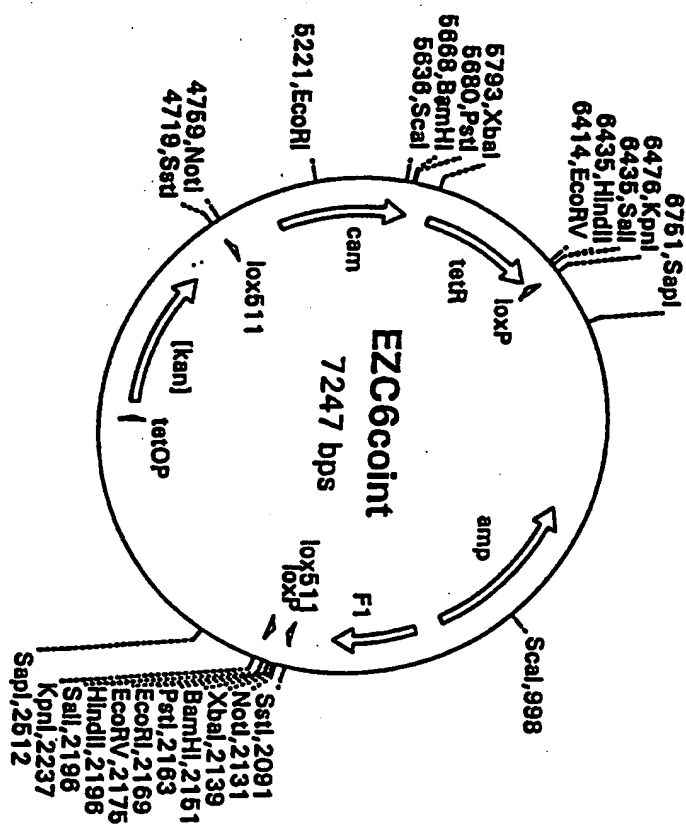 6751,SapI
6476,KpnI
6435,SalI
6435,HindII
6414,EcoRV
5793,XbaI
5680,PstI
5668,BamHI
5636,ScaI
5221,EcoRI
4759,NotI
4719,SstI
ScaI,998
SstI,2091
NotI,2131
XbaI,2139
BamHI,2151
PstI,2163
EcoRI,2169
EcoRV,2175
HindII,2196
SalI,2196
KpnI,2237
SapI,2512
amp
F1
lox511
loxP
EZC6coint
7247 bps
loxP
tetR
cam
lox511
[kan]
tetOP